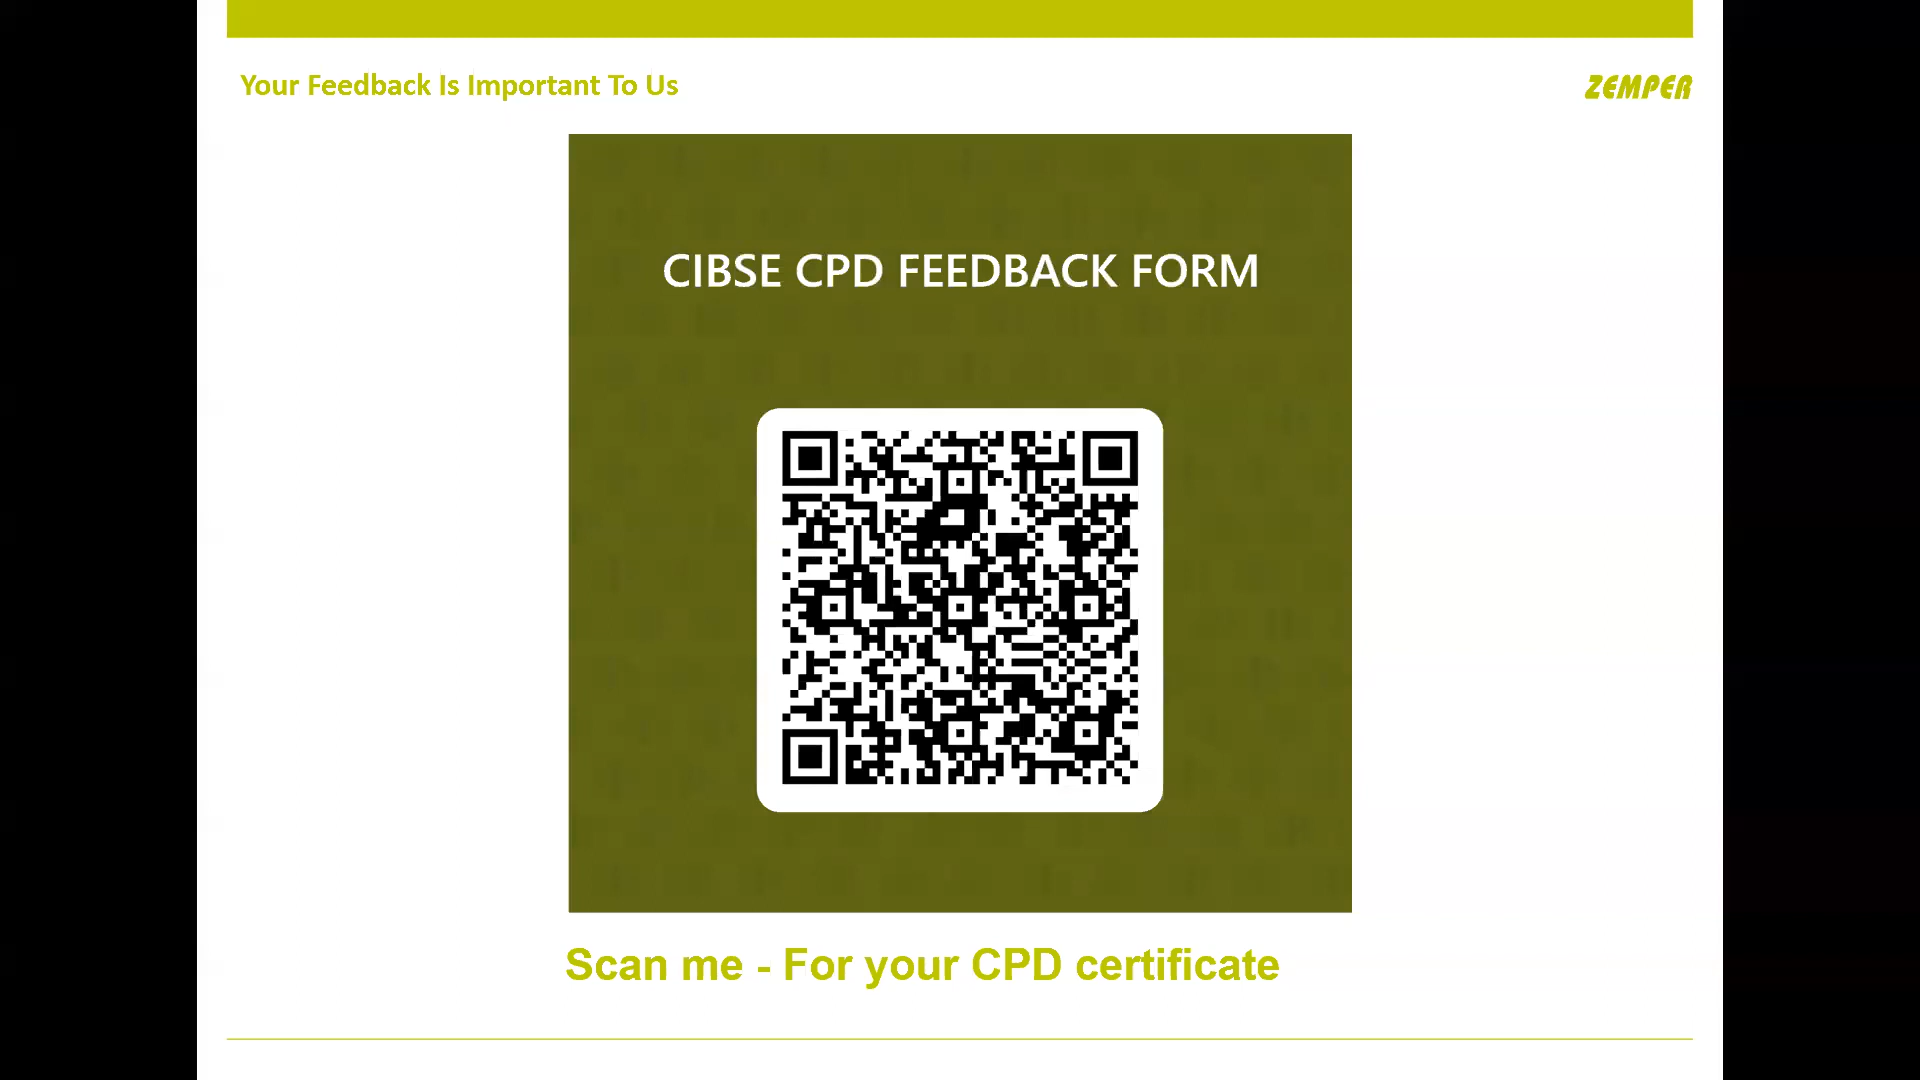 Your Feedback Is Important To Us
ZEMPER
CIBSE CPD FEEDBACK FORM
Scan me - For your CPD certificate